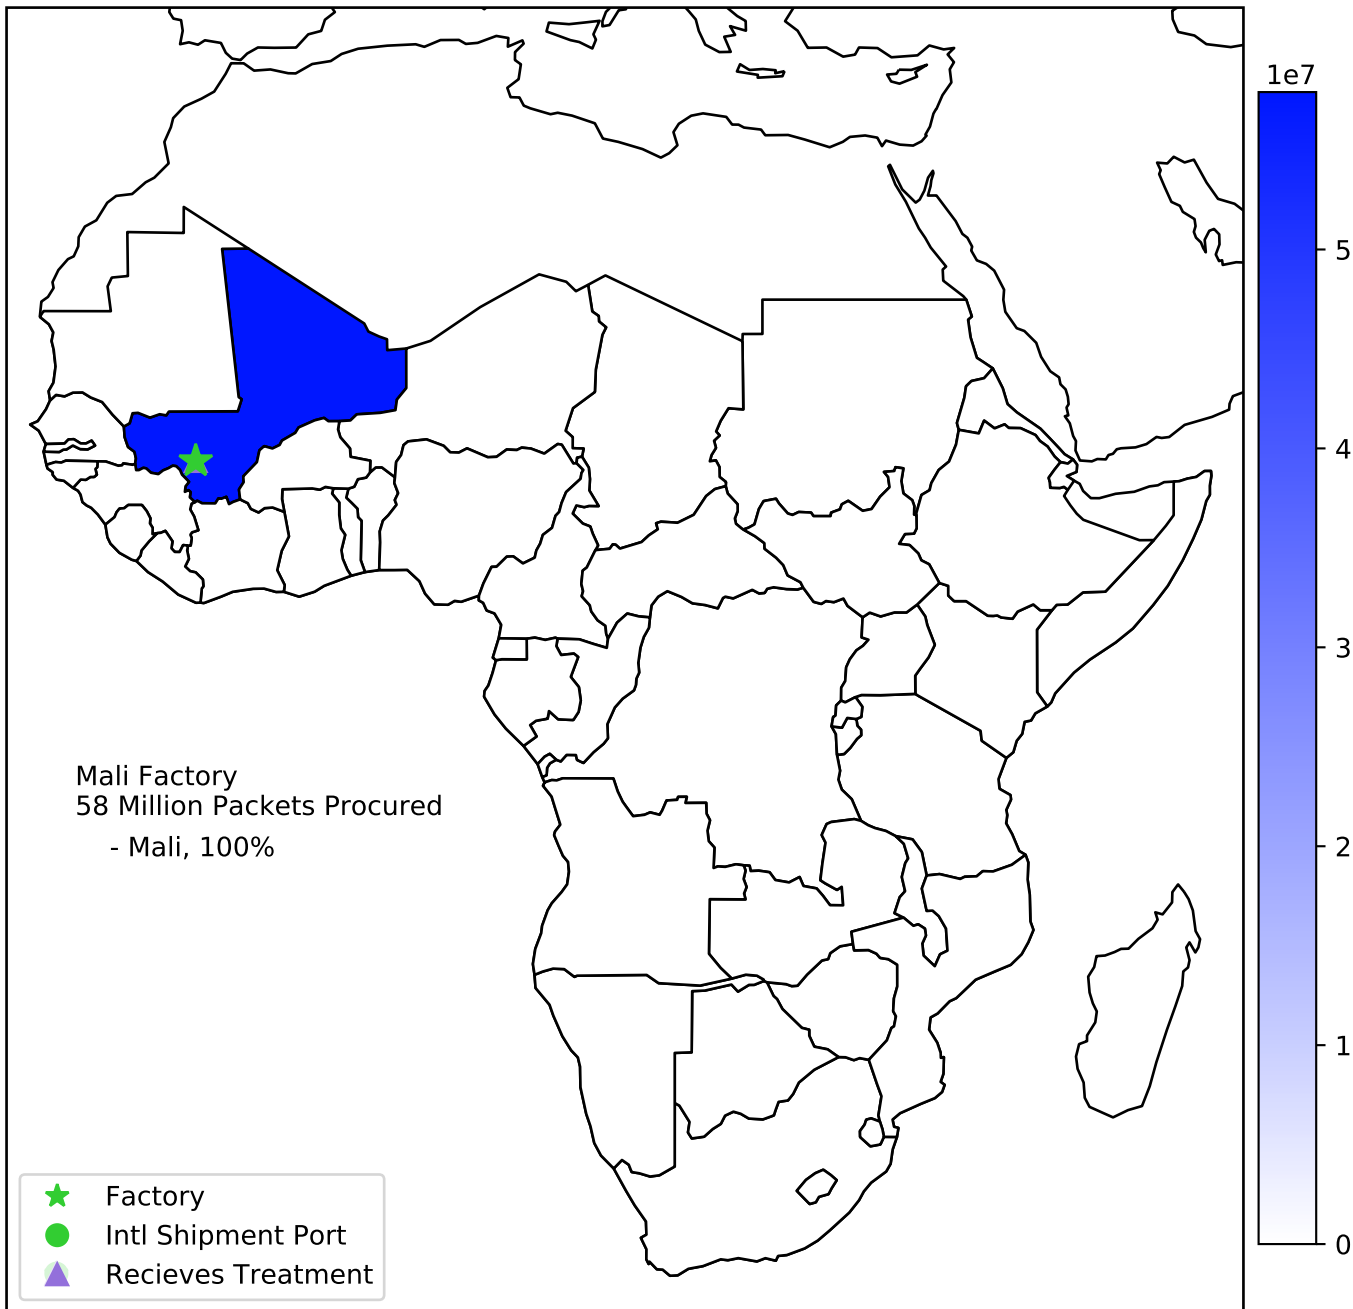 1e7
5
4
3
2
1
0
Mali Factory
58 Million Packets Procured
- Mali, 100%
Factory
Intl Shipment Port
Recieves Treatment